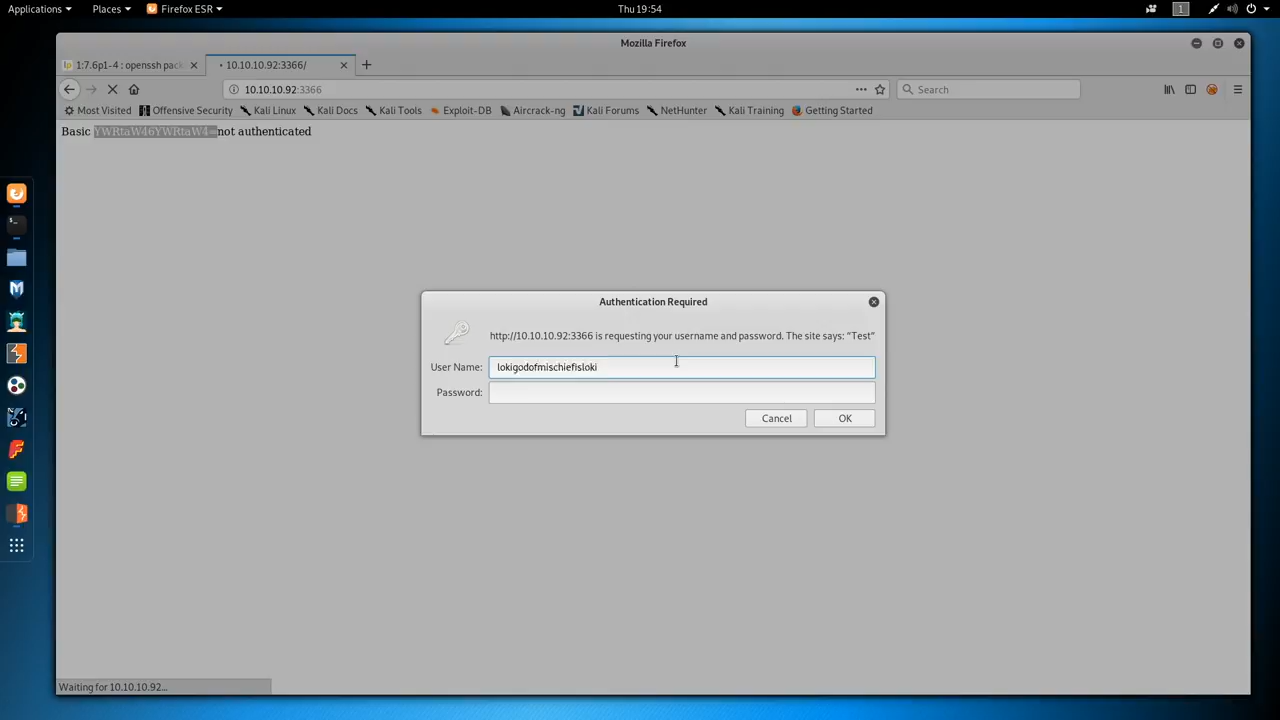 Applications Places Firefox ESR Thu 19:54 1
Mozilla Firefox
1:7.6p1-4 : openssh pack 10.10.10.92:3366/
10.10.10.92:3366 Search
Most Visited Offensive Security Kali Linux Kali Docs Kali Tools Exploit-DB Aircrack-ng Kali Forums NetHunter Kali Training Getting Started
Basic YWRtaW46YWRtaW4=not authenticated
Authentication Required
http://10.10.10.92:3366 is requesting your username and password. The site says: “Test”
User Name: lokigodofmischiefisloki
Password:
Cancel OK
Waiting for 10.10.10.92...